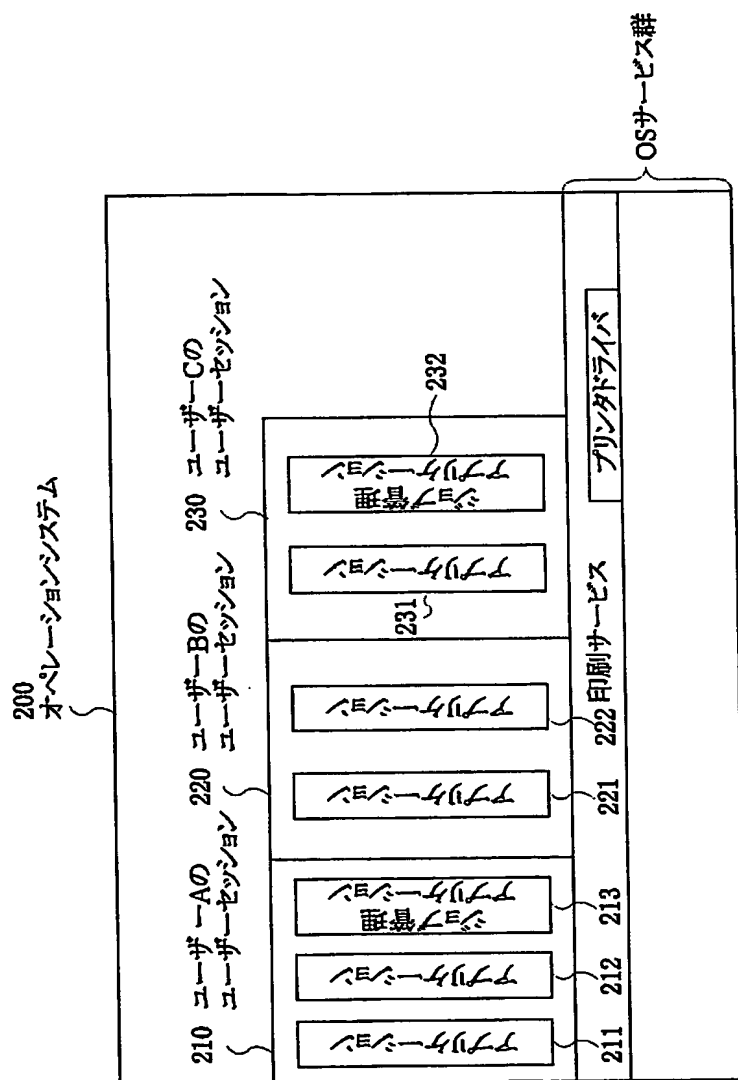 200
オペレーションシステム
210
ユーザーAの
ユーザーセッション
220
ユーザーBの
ユーザーセッション
230
ユーザーCの
ユーザーセッション
アプリケーション
アプリケーション
ジョブ管理
アプリケーション
アプリケーション
アプリケーション
アプリケーション
ジョブ管理
アプリケーション
211
212
213
221
222
231
232
印刷サービス
プリンタドライバ
OSサービス群